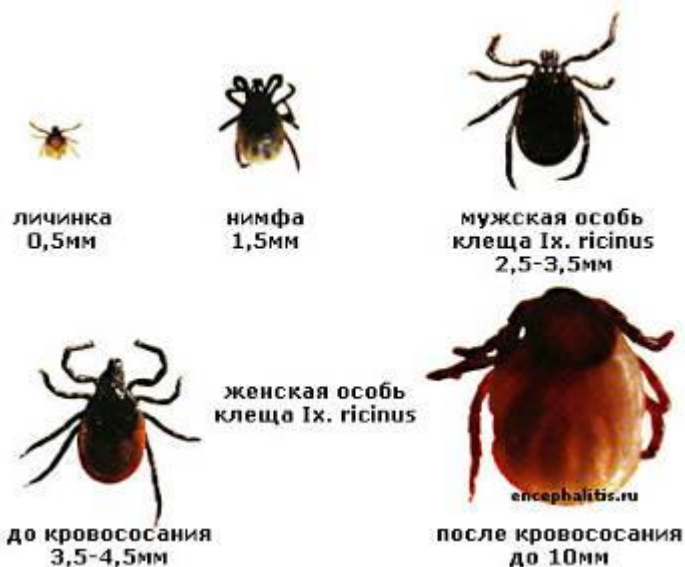 личинка
0,5мм
нимфа
1,5мм
мужская особь
клеща Ix. ricinus
2,5-3,5мм
женская особь
клеща Ix. ricinus
до кровососания
3,5-4,5мм
encephalitis.ru
после кровососания
до 10мм